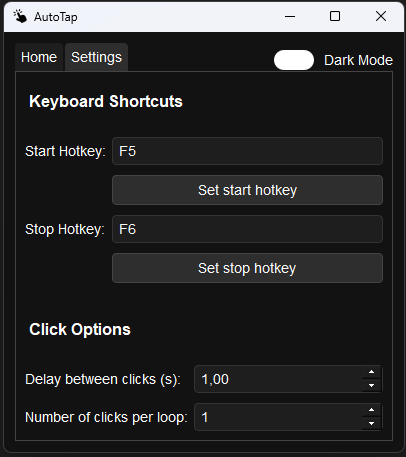 AutoTap
Home Settings Dark Mode
Keyboard Shortcuts
Start Hotkey: F5
Set start hotkey
Stop Hotkey: F6
Set stop hotkey
Click Options
Delay between clicks (s): 1,00
Number of clicks per loop: 1